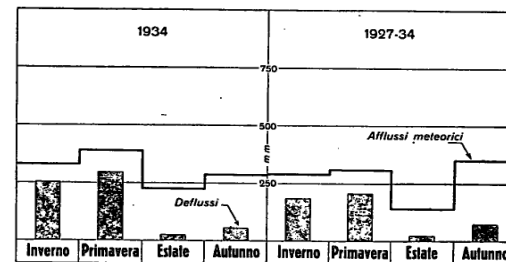 1934
1927-34
750
500
mm
Afflussi meteorici
250
Deflussi
Inverno Primavera Estate Autunno Inverno Primavera Estate Autunno